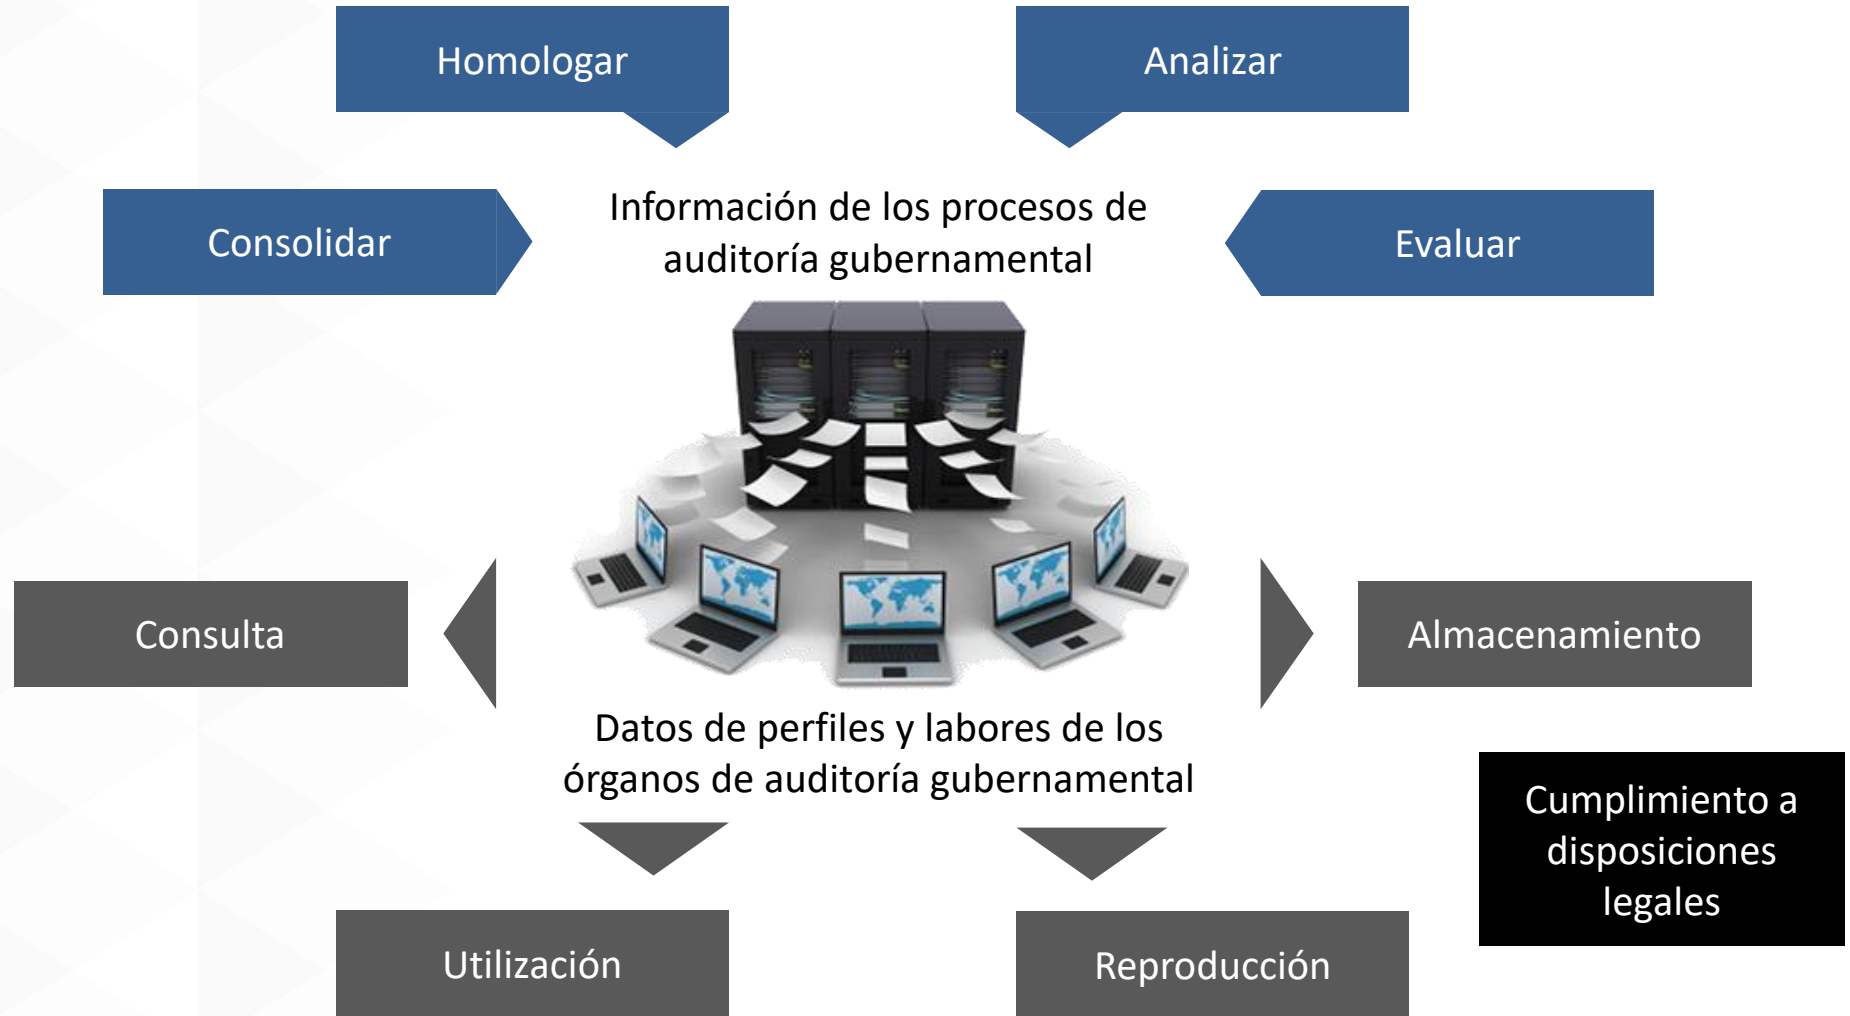 Homologar
Analizar
Consolidar
Información de los procesos de
auditoría gubernamental
Evaluar
Consulta
Almacenamiento
Datos de perfiles y labores de los
órganos de auditoría gubernamental
Cumplimiento a
disposiciones
legales
Utilización
Reproducción